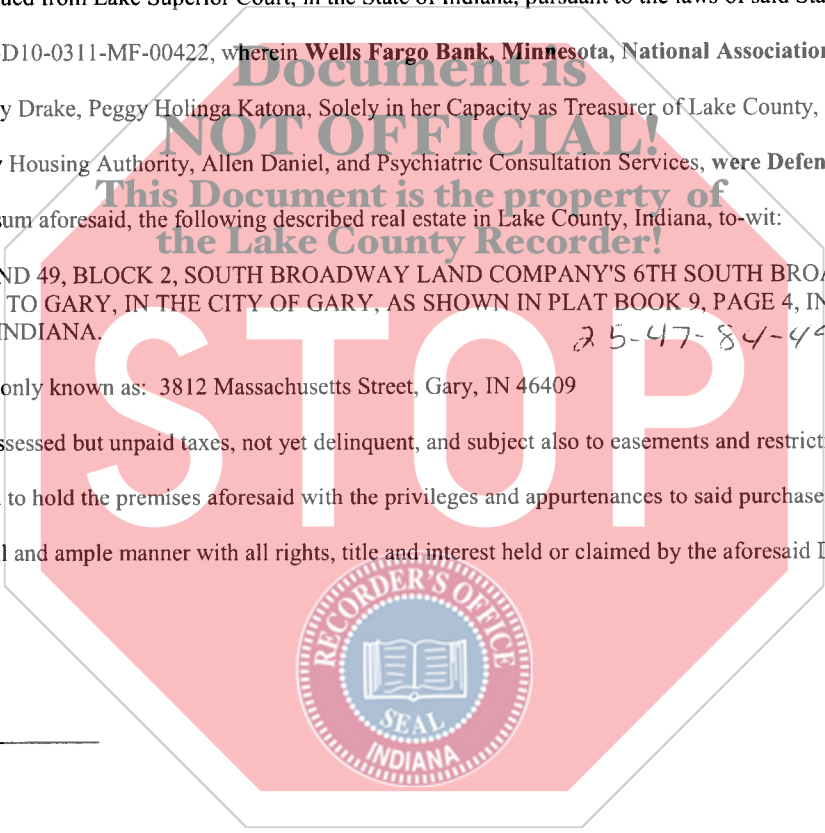 ued from Lake Superior Court, in the State of Indiana, pursuant to the laws of said Sta
-D10-0311-MF-00422, wherein Wells Fargo Bank, Minnesota, National Association
Document is
y Drake, Peggy Holinga Katona, Solely in her Capacity as Treasurer of Lake County,
NOT OFFICIAL!
Housing Authority, Allen Daniel, and Psychiatric Consultation Services, were Defen
This Document is the property of
sum aforesaid, the following described real estate in Lake County, Indiana, to-wit:
the Lake County Recorder!
ND 49, BLOCK 2, SOUTH BROADWAY LAND COMPANY'S 6TH SOUTH BROA
TO GARY, IN THE CITY OF GARY, AS SHOWN IN PLAT BOOK 9, PAGE 4, IN
INDIANA.
25-47-84-49
STOP
only known as: 3812 Massachusetts Street, Gary, IN 46409
ssessed but unpaid taxes, not yet delinquent, and subject also to easements and restrict
to hold the premises aforesaid with the privileges and appurtenances to said purchase
l and ample manner with all rights, title and interest held or claimed by the aforesaid D
RECORDER'S OFFICE
SEAL
INDIANA